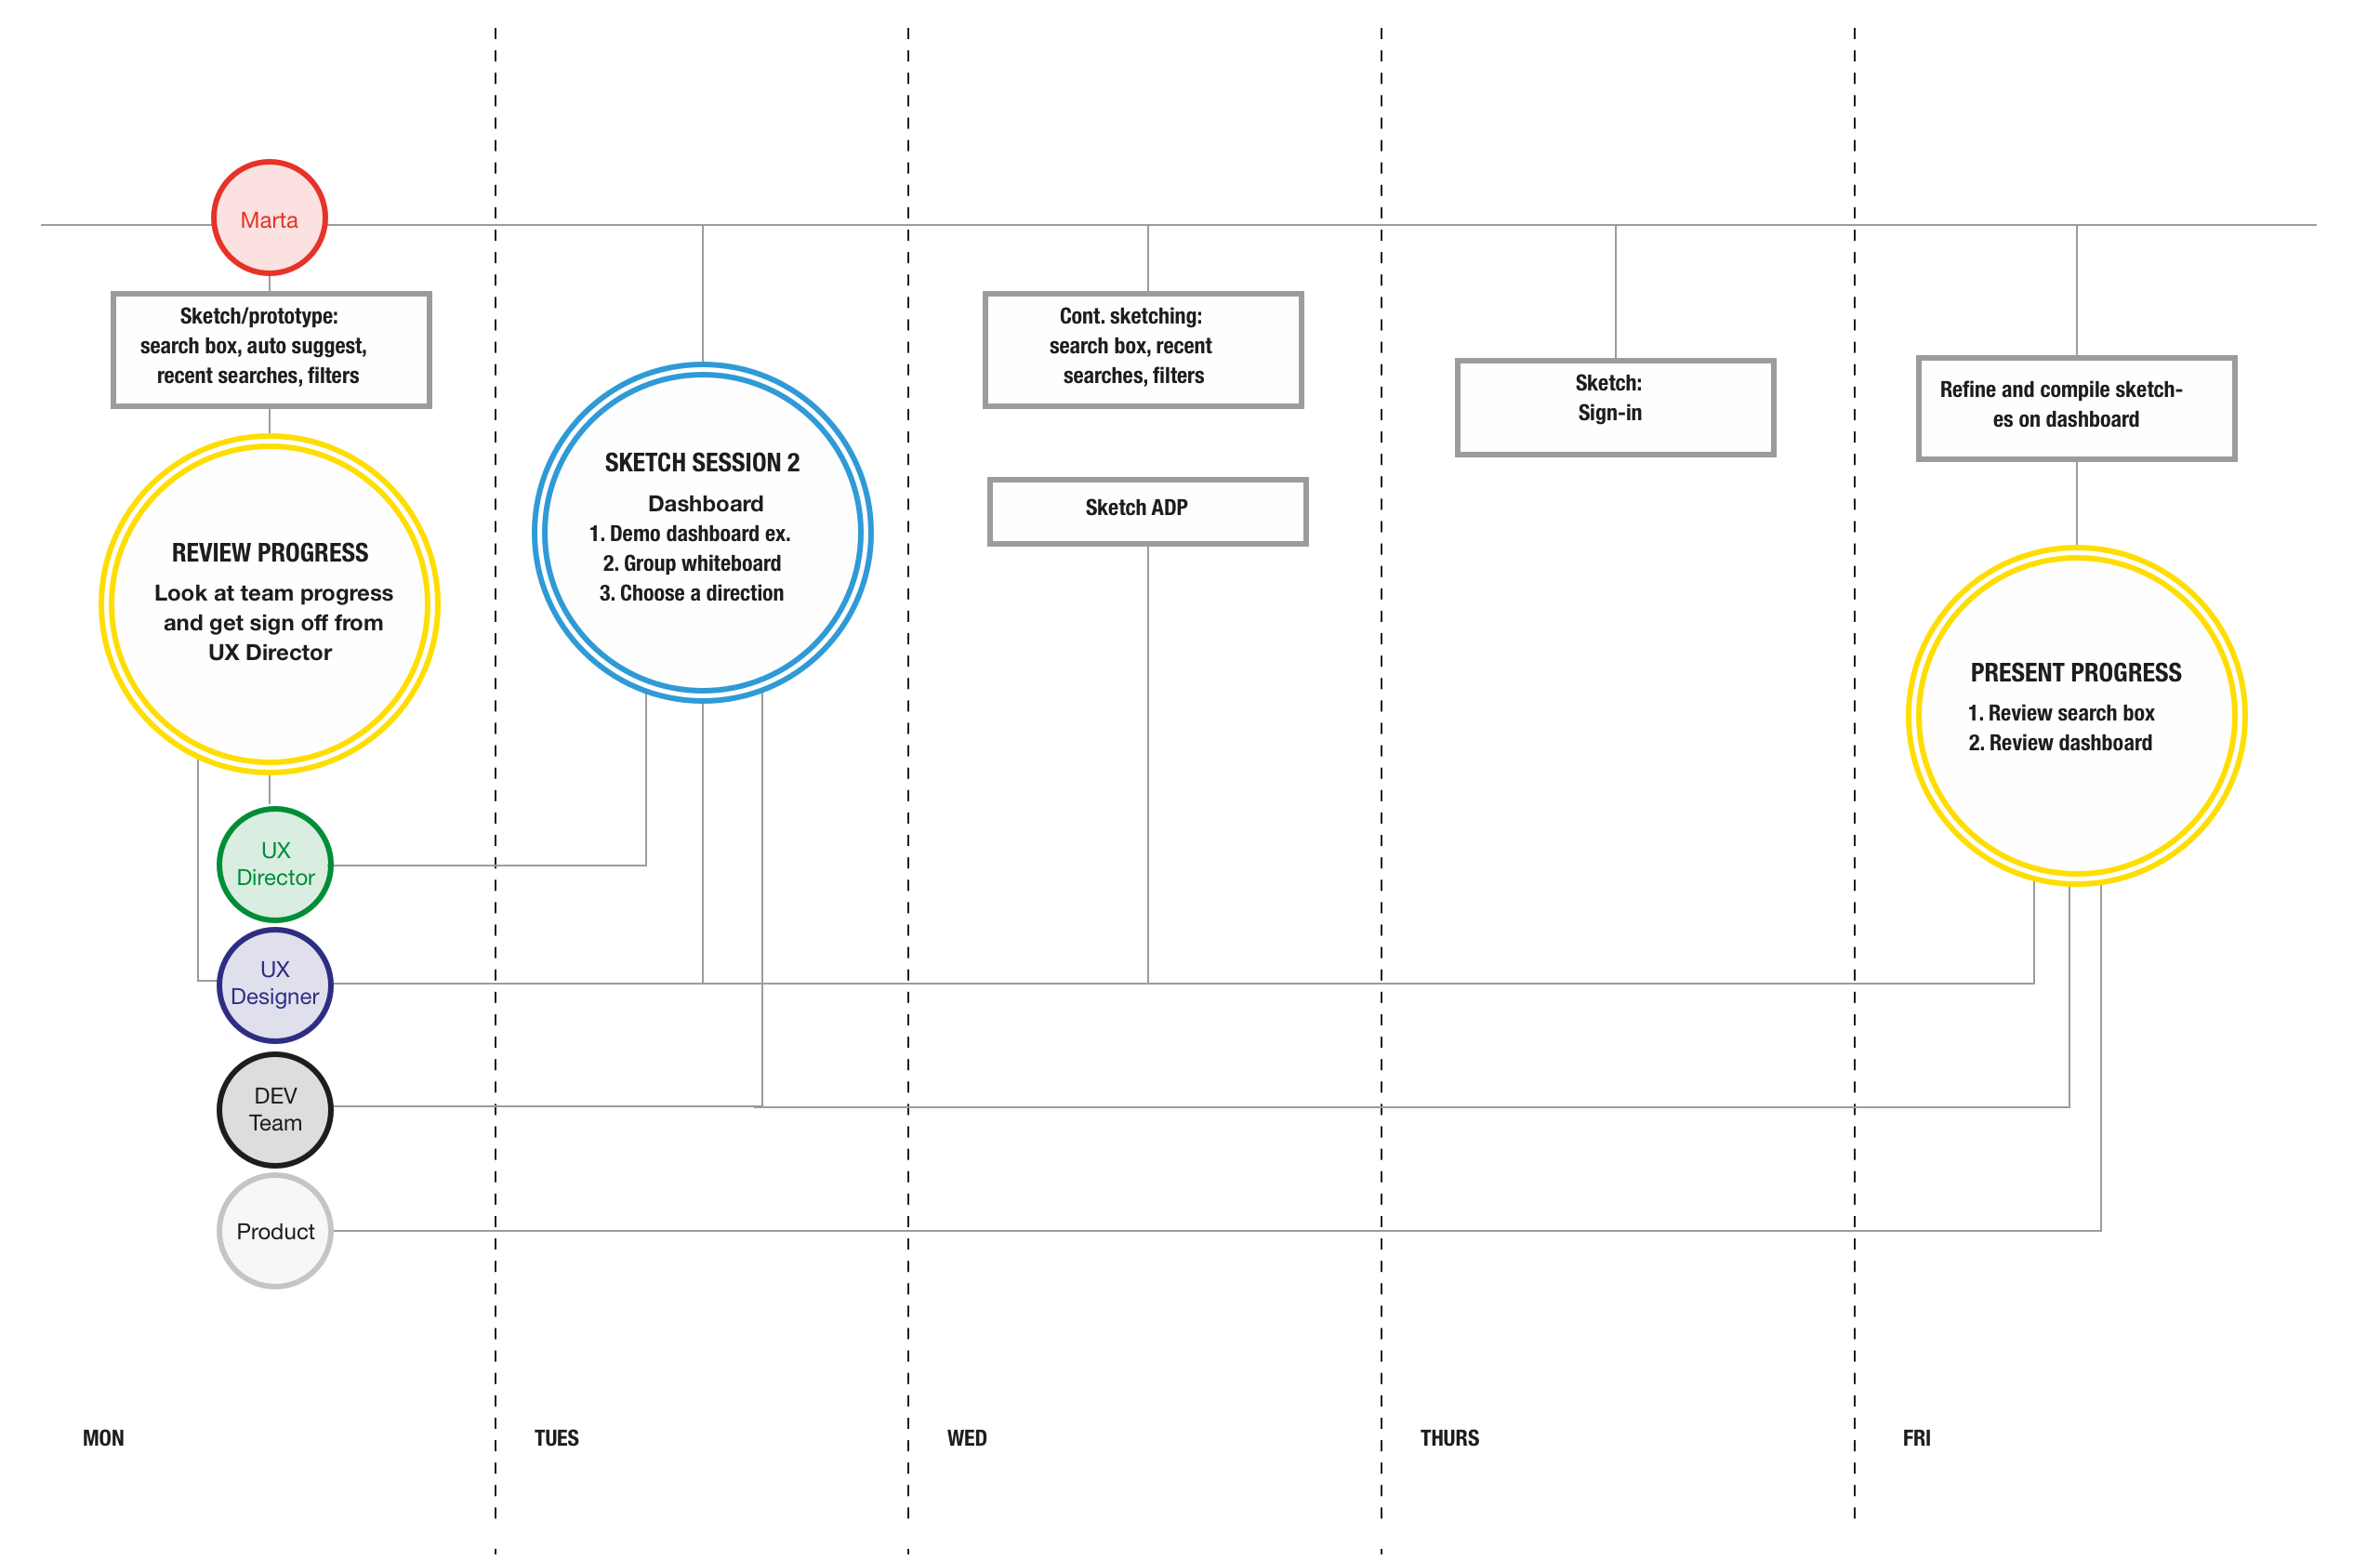 Marta
Sketch/prototype:
search box, auto suggest,
recent searches, filters
REVIEW PROGRESS
Look at team progress
and get sign off from
UX Director
UX
Director
UX
Designer
DEV
Team
Product
SKETCH SESSION 2
Dashboard
1. Demo dashboard ex.
2. Group whiteboard
3. Choose a direction
Cont. sketching:
search box, recent
searches, filters
Sketch ADP
Sketch:
Sign-in
Refine and compile sketch-
es on dashboard
PRESENT PROGRESS
1. Review search box
2. Review dashboard
MON
TUES
WED
THURS
FRI